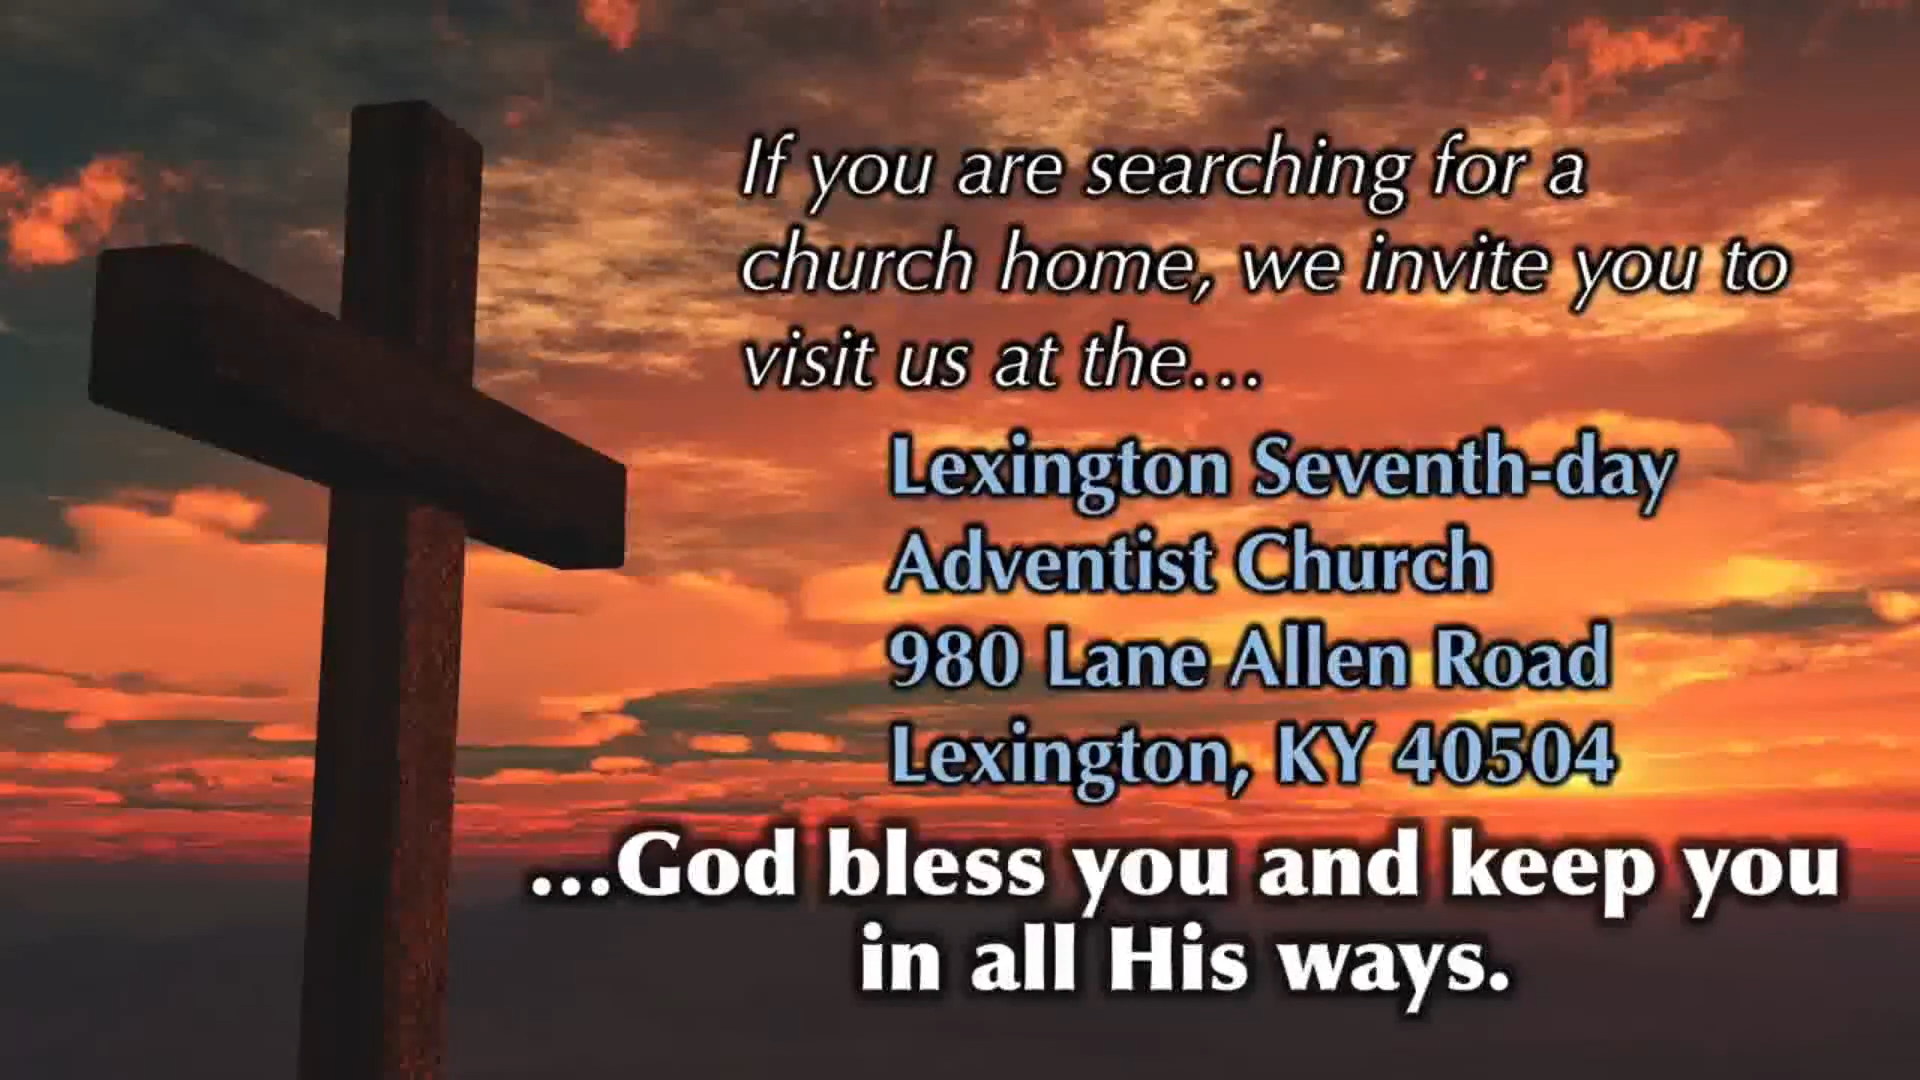 If you are searching for a
church home, we invite you to
visit us at the...
Lexington Seventh-day
Adventist Church
980 Lane Allen Road
Lexington, KY 40504
...God bless you and keep you
in all His ways.